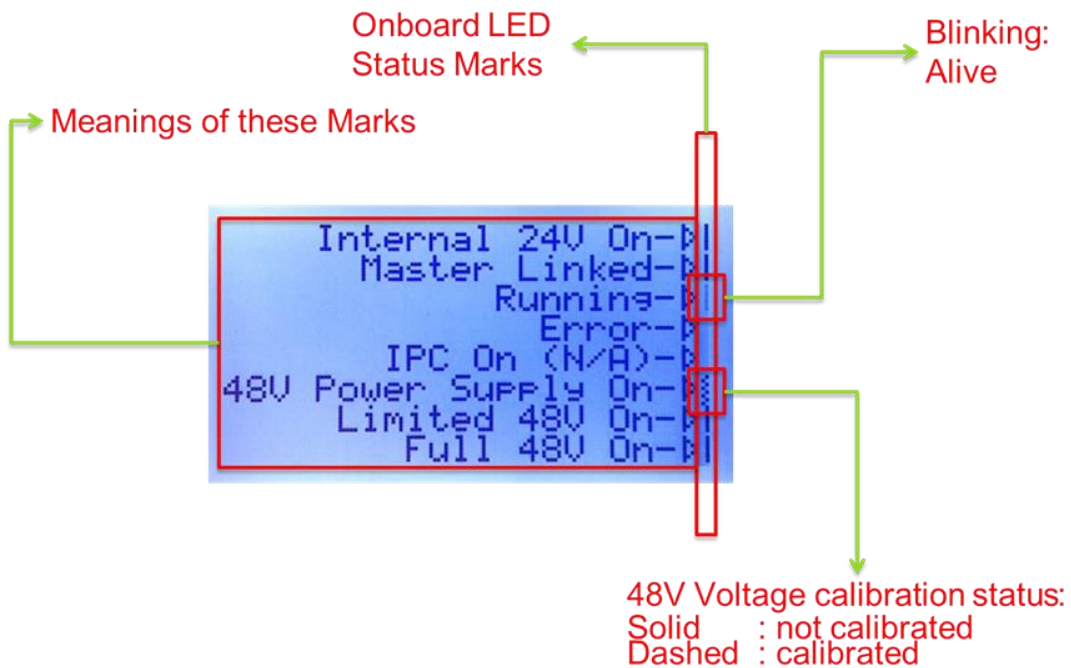 Onboard LED
Status Marks
Blinking:
Alive
Meanings of these Marks
Internal 24V On-
Master Linked-
Running-
Error-
IPC On (N/A)-
48V Power Supply On-
Limited 48V On-
Full 48V On-
48V Voltage calibration status:
Solid : not calibrated
Dashed : calibrated